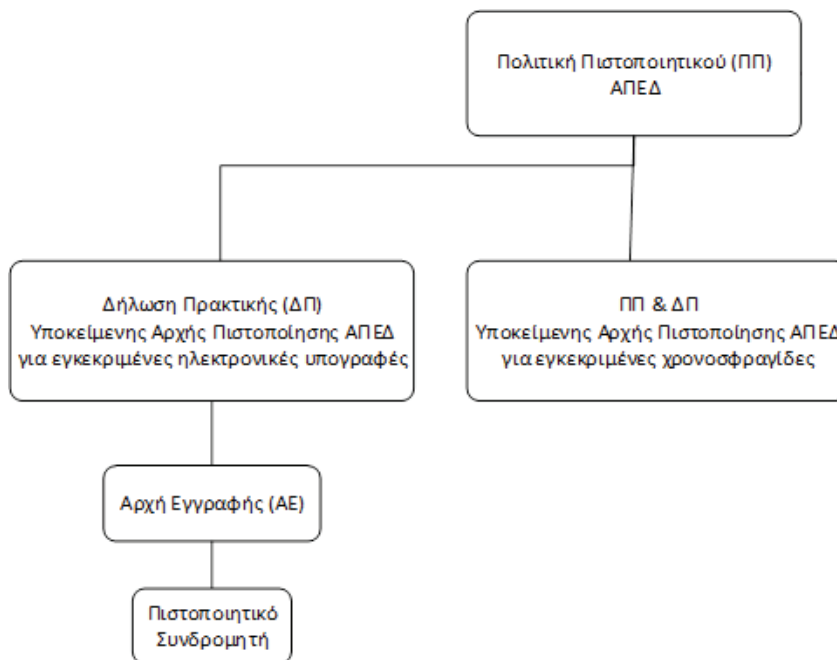 Πολιτική Πιστοποιητικού (ΠΠ)
ΑΠΕΔ
Δήλωση Πρακτικής (ΔΠ)
Υποκείμενης Αρχής Πιστοποίησης ΑΠΕΔ
για εγκεκριμένες ηλεκτρονικές υπογραφές
ΠΠ & ΔΠ
Υποκείμενης Αρχής Πιστοποίησης ΑΠΕΔ
για εγκεκριμένες χρονοσφραγίδες
Αρχή Εγγραφής (ΑΕ)
Πιστοποιητικό
Συνδρομητή